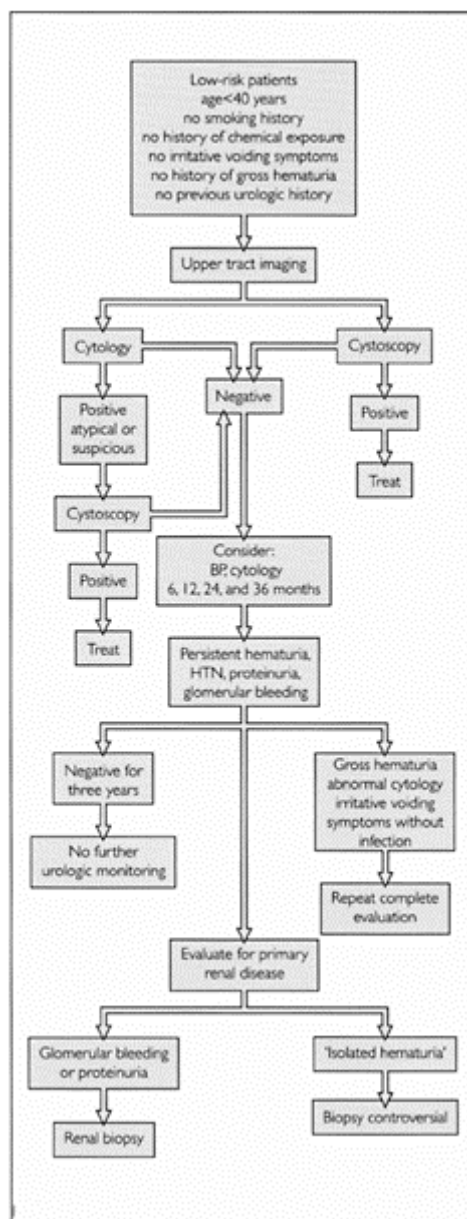 Low-risk patients
age<40 years
no smoking history
no history of chemical exposure
no irritative voiding symptoms
no history of gross hematuria
no previous urologic history
Upper tract imaging
Cytology
Cystoscopy
Negative
Positive
atypical or
suspicious
Positive
Treat
Cystoscopy
Consider:
BP, cytology
6, 12, 24, and 36 months
Positive
Treat
Persistent hematuria,
HTN, proteinuria,
glomerular bleeding
Negative for
three years
Gross hematuria
abnormal cytology
irritative voiding
symptoms without
infection
No further
urologic monitoring
Repeat complete
evaluation
Evaluate for primary
renal disease
Glomerular bleeding
or proteinuria
'Isolated hematuria'
Renal biopsy
Biopsy controversial